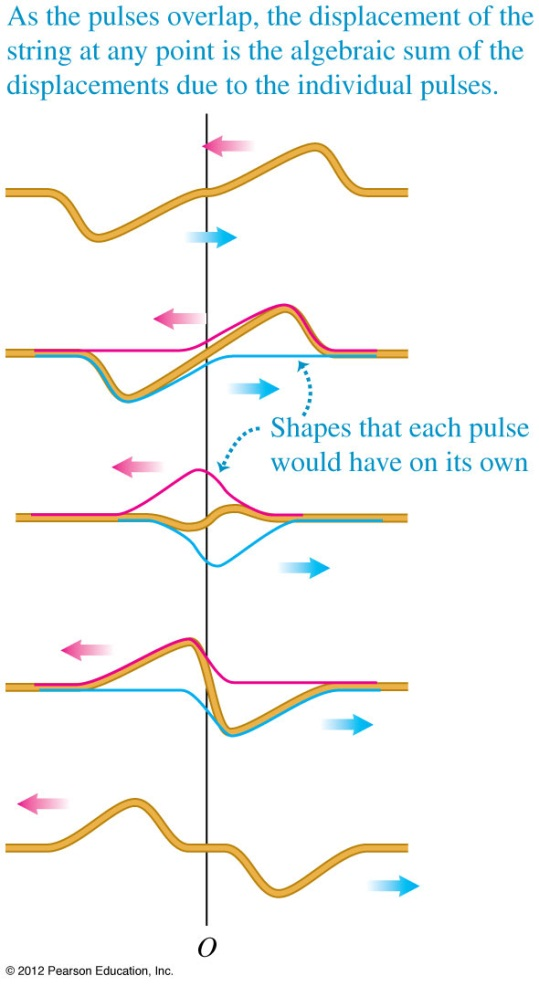 As the pulses overlap, the displacement of the
string at any point is the algebraic sum of the
displacements due to the individual pulses.
Shapes that each pulse
would have on its own
O
© 2012 Pearson Education, Inc.